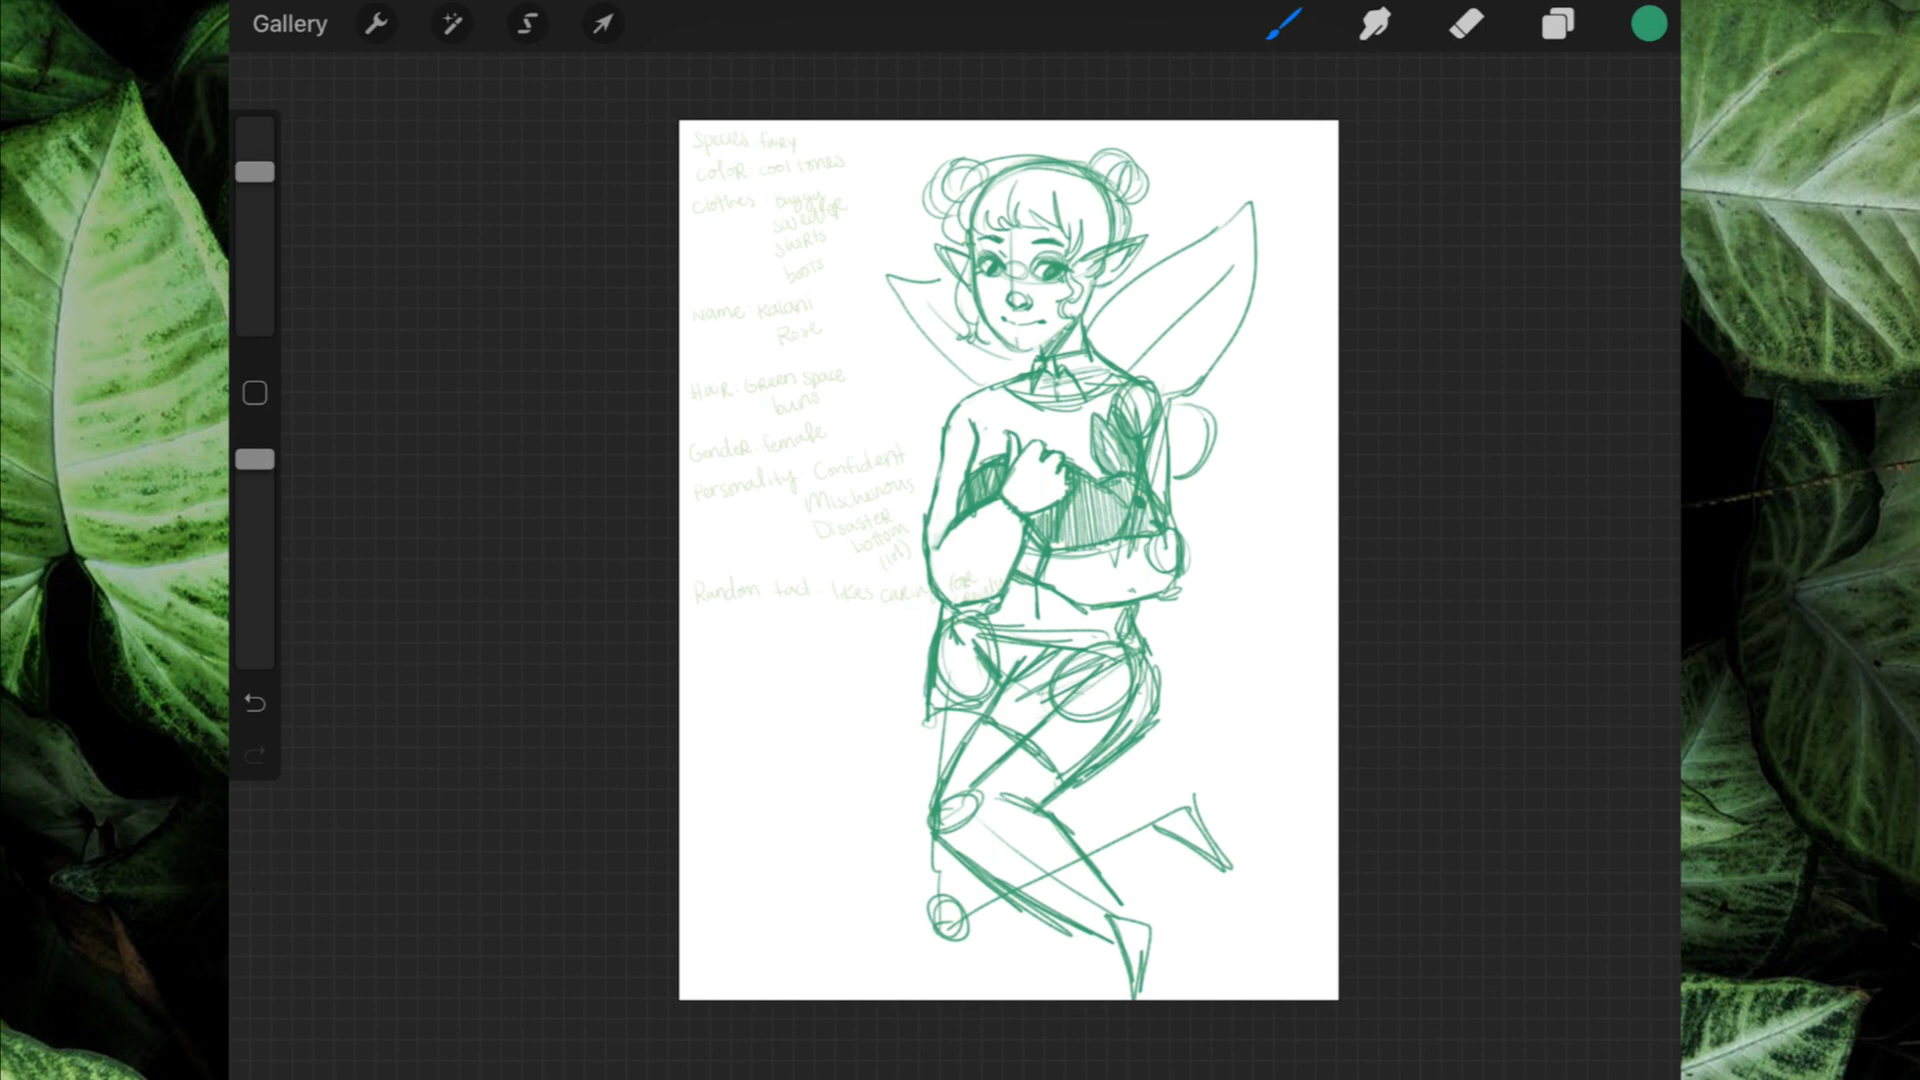 Gallery
Species: fairy
color: cool tones
clothes: Baggy
sweater
shorts
boots
Name: Kalani
Rose
Hair: Green space
buns
Gender: female
Personality: Confident
Mischevious
Disaster
bottom
(lol)
Random fact: likes caring for